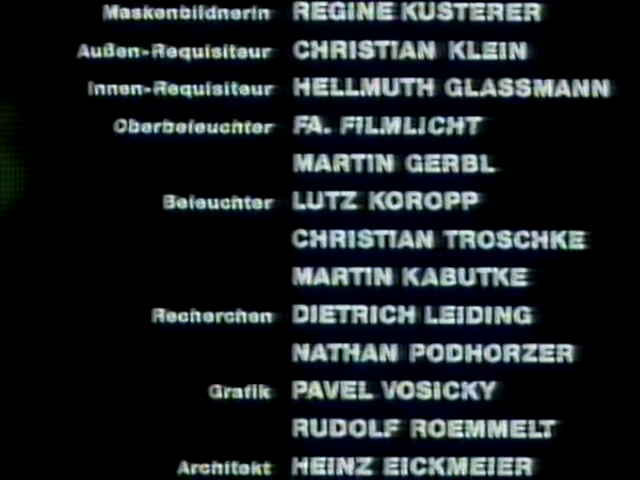 Maskenbildnerin REGINE KUSTERER
Außen-Requisiteur CHRISTIAN KLEIN
Innen-Requisiteur HELLMUTH GLASSMANN
Oberbeleuchter FA. FILMLICHT
MARTIN GERBL
Beleuchter LUTZ KOROPP
CHRISTIAN TROSCHKE
MARTIN KABUTKE
Recherchen DIETRICH LEIDING
NATHAN PODHORZER
Grafik PAVEL VOSICKY
RUDOLF ROEMMELT
Architekt HEINZ EICKMEIER